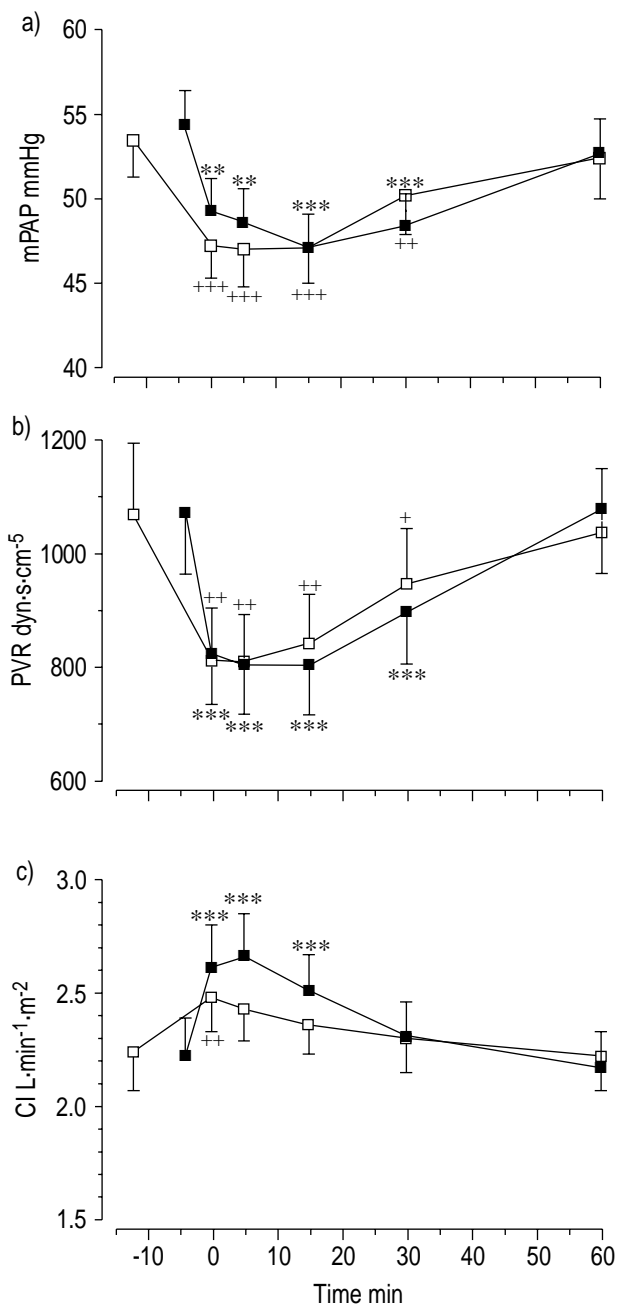 a)
60
55
50
45
40
mPAP mmHg
** ** *** ***
+++ +++ +++ ++
b)
1200
1000
800
600
PVR dyn·s·cm-5
++ ++ ++ +
*** *** *** ***
c)
3.0
2.5
2.0
1.5
CI L·min-1·m-2
*** *** ***
++
-10 0 10 20 30 40 50 60
Time min